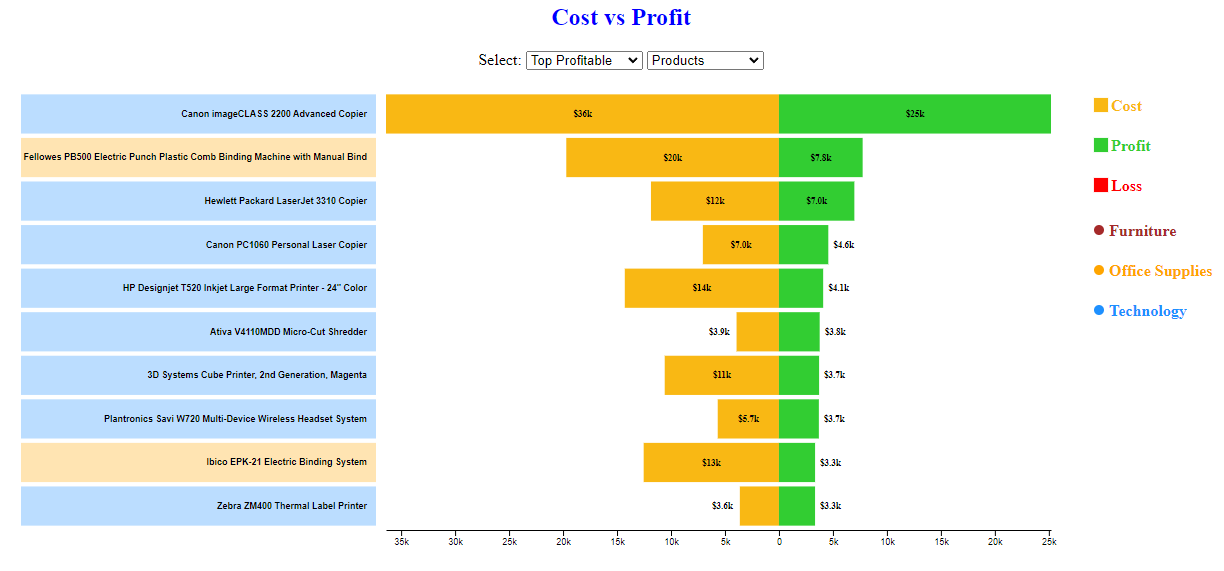 Cost vs Profit
Select: Top Profitable Products
Canon imageCLASS 2200 Advanced Copier $36k $25k
Fellowes PB500 Electric Punch Plastic Comb Binding Machine with Manual Bind $20k $7.8k
Hewlett Packard LaserJet 3310 Copier $12k $7.0k
Canon PC1060 Personal Laser Copier $7.0k $4.6k
HP Designjet T520 Inkjet Large Format Printer - 24" Color $14k $4.1k
Ativa V4110MDD Micro-Cut Shredder $3.9k $3.8k
3D Systems Cube Printer, 2nd Generation, Magenta $11k $3.7k
Plantronics Savi W720 Multi-Device Wireless Headset System $5.7k $3.7k
Ibico EPK-21 Electric Binding System $13k $3.3k
Zebra ZM400 Thermal Label Printer $3.6k $3.3k
35k 30k 25k 20k 15k 10k 5k 0 5k 10k 15k 20k 25k
Cost
Profit
Loss
Furniture
Office Supplies
Technology